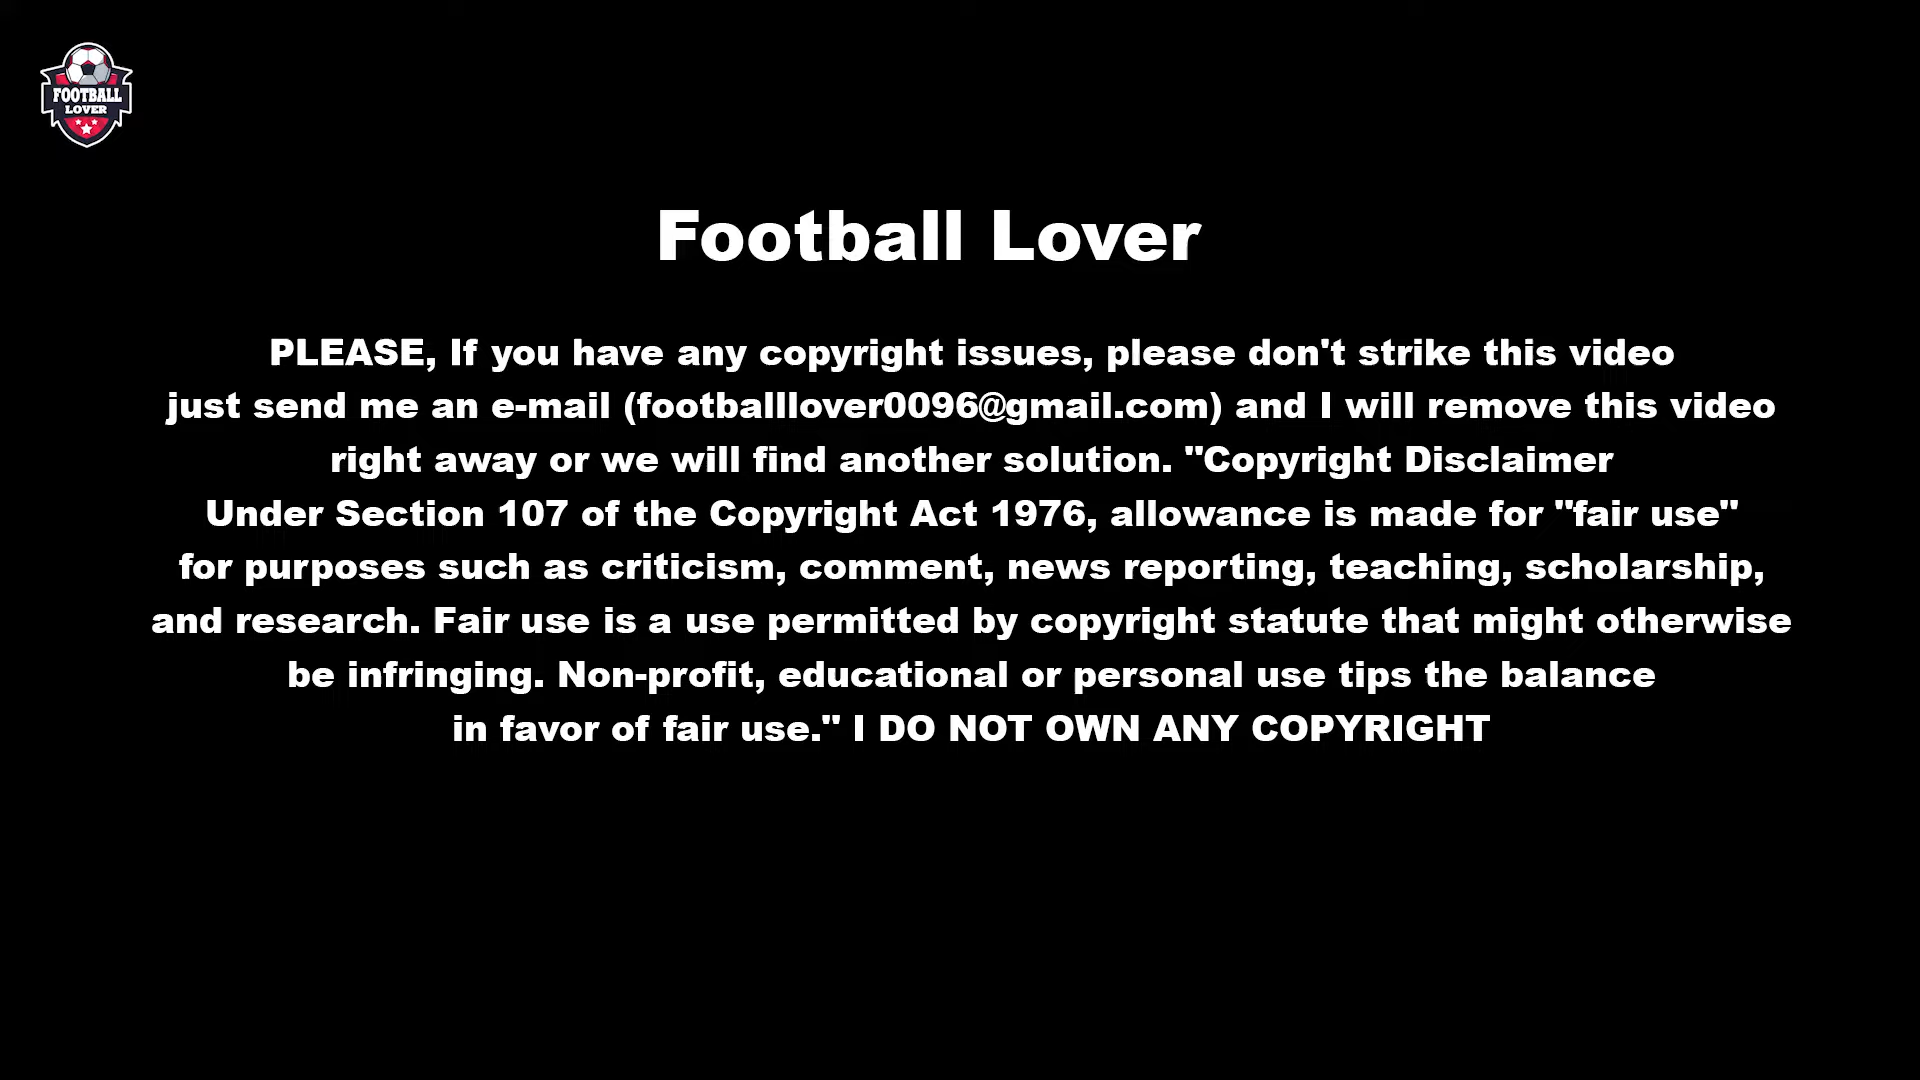 FOOTBALL
LOVER
Football Lover
PLEASE, If you have any copyright issues, please don't strike this video
just send me an e-mail (footballlover0096@gmail.com) and I will remove this video
right away or we will find another solution. "Copyright Disclaimer
Under Section 107 of the Copyright Act 1976, allowance is made for "fair use"
for purposes such as criticism, comment, news reporting, teaching, scholarship,
and research. Fair use is a use permitted by copyright statute that might otherwise
be infringing. Non-profit, educational or personal use tips the balance
in favor of fair use." I DO NOT OWN ANY COPYRIGHT